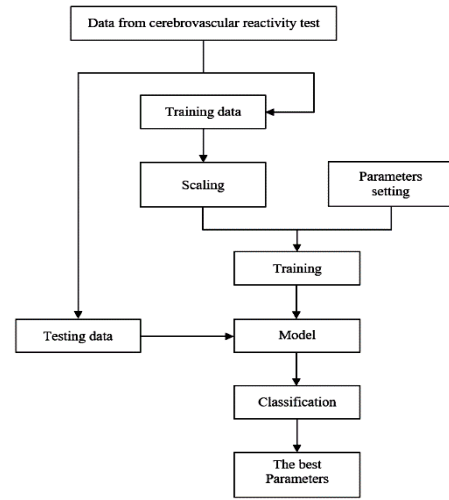 Data from cerebrovascular reactivity test
Training data
Scaling
Parameters
setting
Training
Testing data
Model
Classification
The best
Parameters